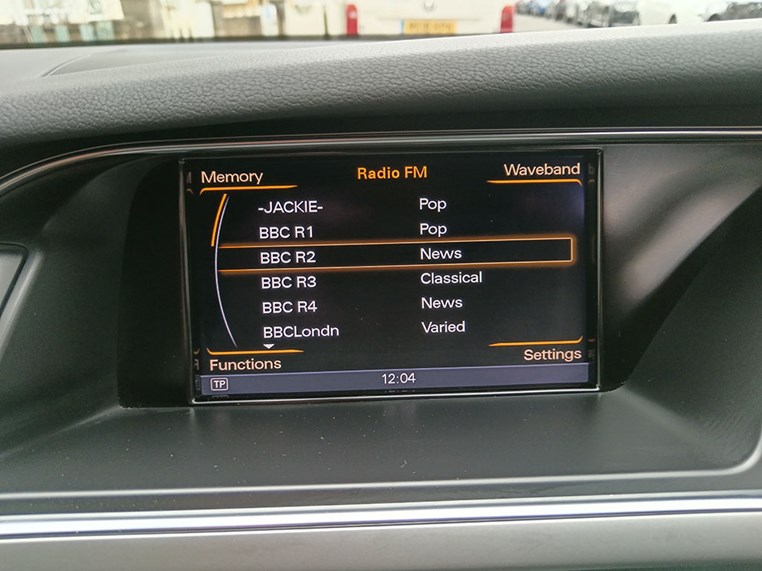 Memory Radio FM Waveband
-JACKIE- Pop
BBC R1 Pop
BBC R2 News
BBC R3 Classical
BBC R4 News
BBCLondn Varied
Functions Settings
TP 12:04